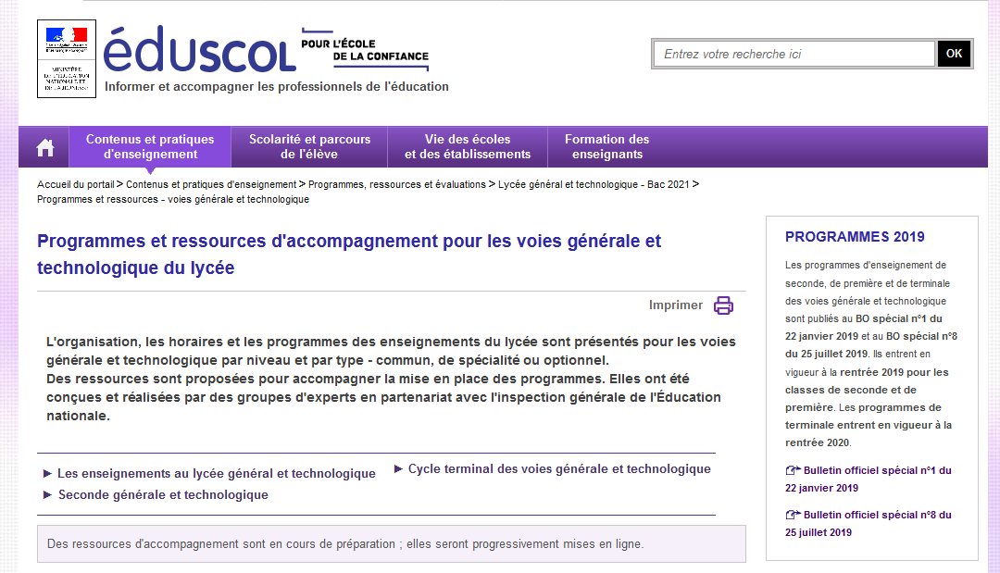 MINISTÈRE
DE L'ÉDUCATION
NATIONALE ET
DE LA JEUNESSE
éduscol
POUR L'ÉCOLE
DE LA CONFIANCE
Informer et accompagner les professionnels de l'éducation
Entrez votre recherche ici
OK
Contenus et pratiques
d'enseignement
Scolarité et parcours
de l'élève
Vie des écoles
et des établissements
Formation des
enseignants
Accueil du portail > Contenus et pratiques d'enseignement > Programmes, ressources et évaluations > Lycée général et technologique - Bac 2021 >
Programmes et ressources - voies générale et technologique
Programmes et ressources d'accompagnement pour les voies générale et
technologique du lycée
Imprimer
L'organisation, les horaires et les programmes des enseignements du lycée sont présentés pour les voies
générale et technologique par niveau et par type - commun, de spécialité ou optionnel.
Des ressources sont proposées pour accompagner la mise en place des programmes. Elles ont été
conçues et réalisées par des groupes d'experts en partenariat avec l'inspection générale de l'Éducation
nationale.
Les enseignements au lycée général et technologique
Seconde générale et technologique
Cycle terminal des voies générale et technologique
Des ressources d'accompagnement sont en cours de préparation ; elles seront progressivement mises en ligne.
PROGRAMMES 2019
Les programmes d'enseignement de
seconde, de première et de terminale
des voies générale et technologique
sont publiés au BO spécial n°1 du
22 janvier 2019 et au BO spécial n°8
du 25 juillet 2019. Ils entrent en
vigueur à la rentrée 2019 pour les
classes de seconde et de
première. Les programmes de
terminale entrent en vigueur à la
rentrée 2020.
Bulletin officiel spécial n°1 du
22 janvier 2019
Bulletin officiel spécial n°8 du
25 juillet 2019